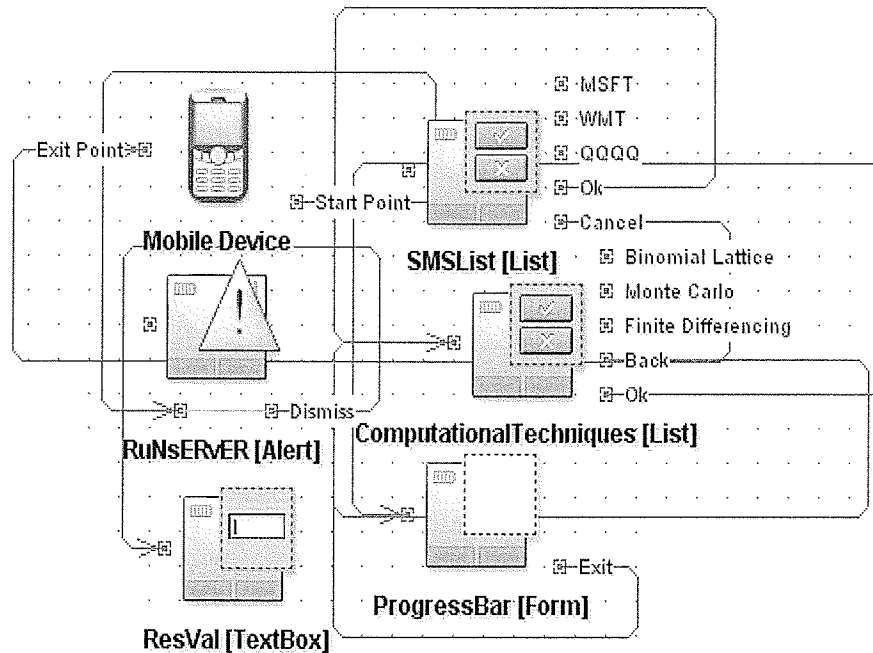 MSFT
WMT
Exit Point
QQQQ
Ok
Start Point
Cancel
Mobile Device
SMSList [List]
Binomial Lattice
Monte Carlo
Finite Differencing
Back
Ok
Dismiss
RuNsERvER [Alert]
ComputationalTechniques [List]
Exit
ProgressBar [Form]
ResVal [TextBox]